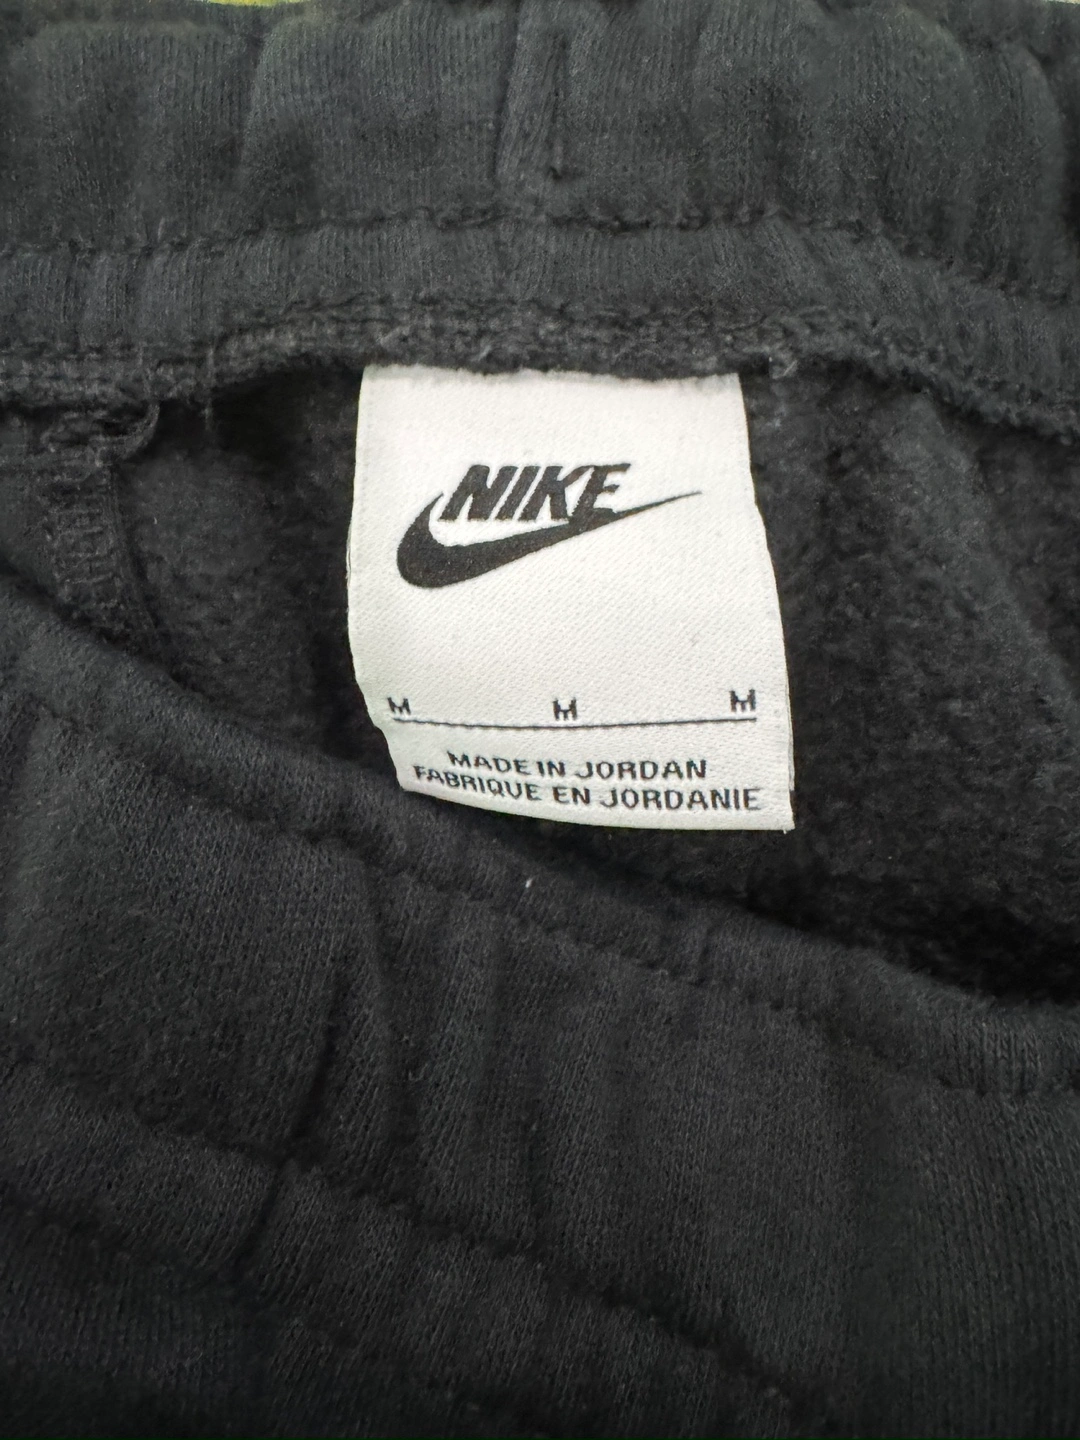 NIKE
M M M
MADE IN JORDAN
FABRIQUE EN JORDANIE